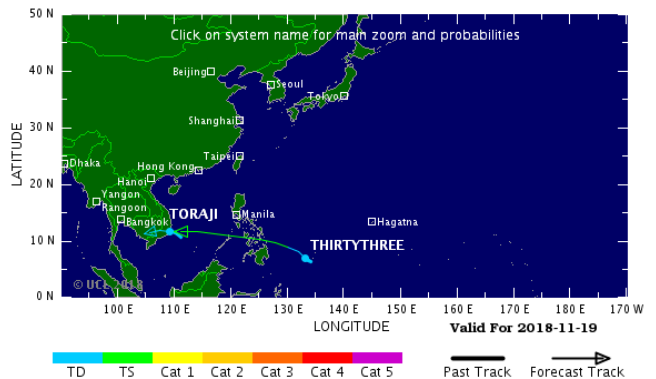 50 N
Click on system name for main zoom and probabilities
40 N
Beijing
Seoul
Tokyo
30 N
Shanghai
LATITUDE
Taipei
Dhaka
Hong Kong
20 N
Hanoi
Yangon
Rangoon
TORAJI
Manila
Hagatna
Bangkok
10 N
THIRTYTHREE
© UCL 2018
0 N
100 E 110 E 120 E 130 E 140 E 150 E 160 E 170 W
LONGITUDE
Valid For 2018-11-19
TD TS Cat 1 Cat 2 Cat 3 Cat 4 Cat 5 Past Track Forecast Track